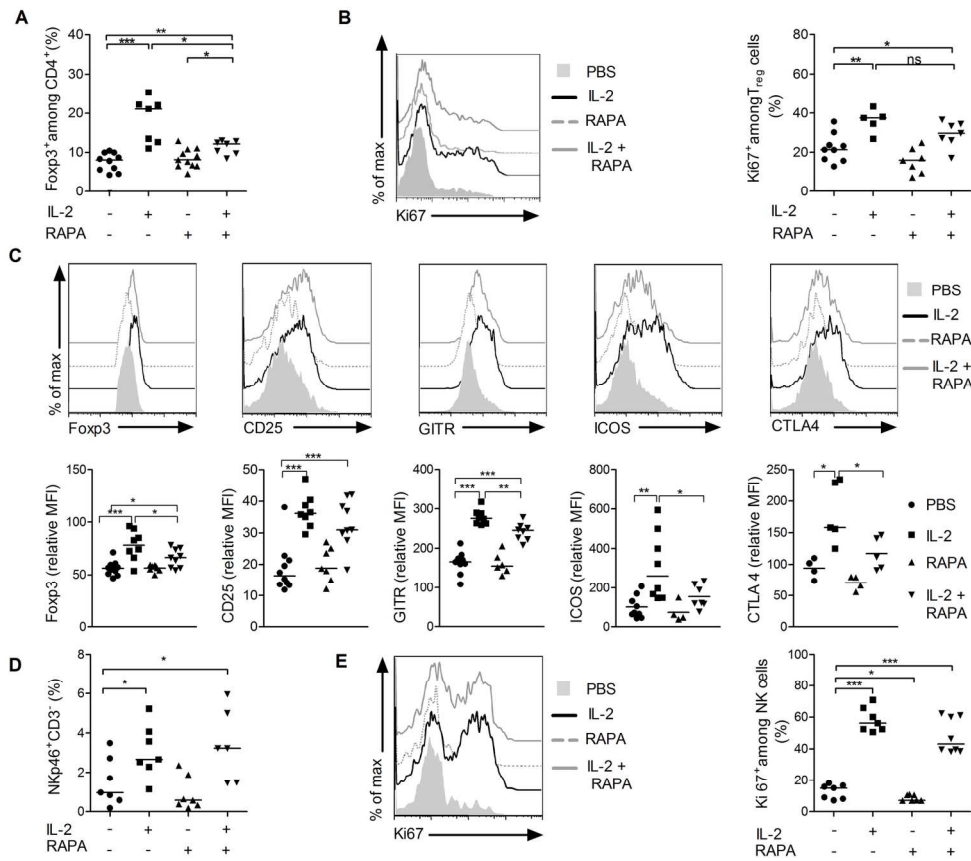 A
Foxp3⁺among CD4⁺(%)
40
30
20
10
0
**
***
*
*
IL-2 - + - +
RAPA - - + +
B
% of max
Ki67
PBS
IL-2
RAPA
IL-2 +
RAPA
Ki67⁺amongTreg cells
(%)
80
60
40
20
0
*
**
ns
- + - +
- - + +
C
% of max
Foxp3
CD25
GITR
ICOS
CTLA4
PBS
IL-2
RAPA
IL-2 +
RAPA
Foxp3 (relative MFI)
150
100
50
0
*
***
*
CD25 (relative MFI)
50
40
30
20
10
0
***
***
GITR (relative MFI)
400
300
200
100
0
***
***
**
ICOS (relative MFI)
800
600
400
200
0
**
*
CTLA 4 (relative MFI)
250
200
150
100
50
0
*
*
PBS
IL-2
RAPA
IL-2 +
RAPA
D
NKp46⁺CD3⁻ (%)
8
6
4
2
0
*
*
IL-2 - + - +
RAPA - - + +
E
% of max
Ki67
PBS
IL-2
RAPA
IL-2 +
RAPA
Ki 67⁺among NK cells
(%)
100
80
60
40
20
0
***
*
***
IL-2 - + - +
RAPA - - + +